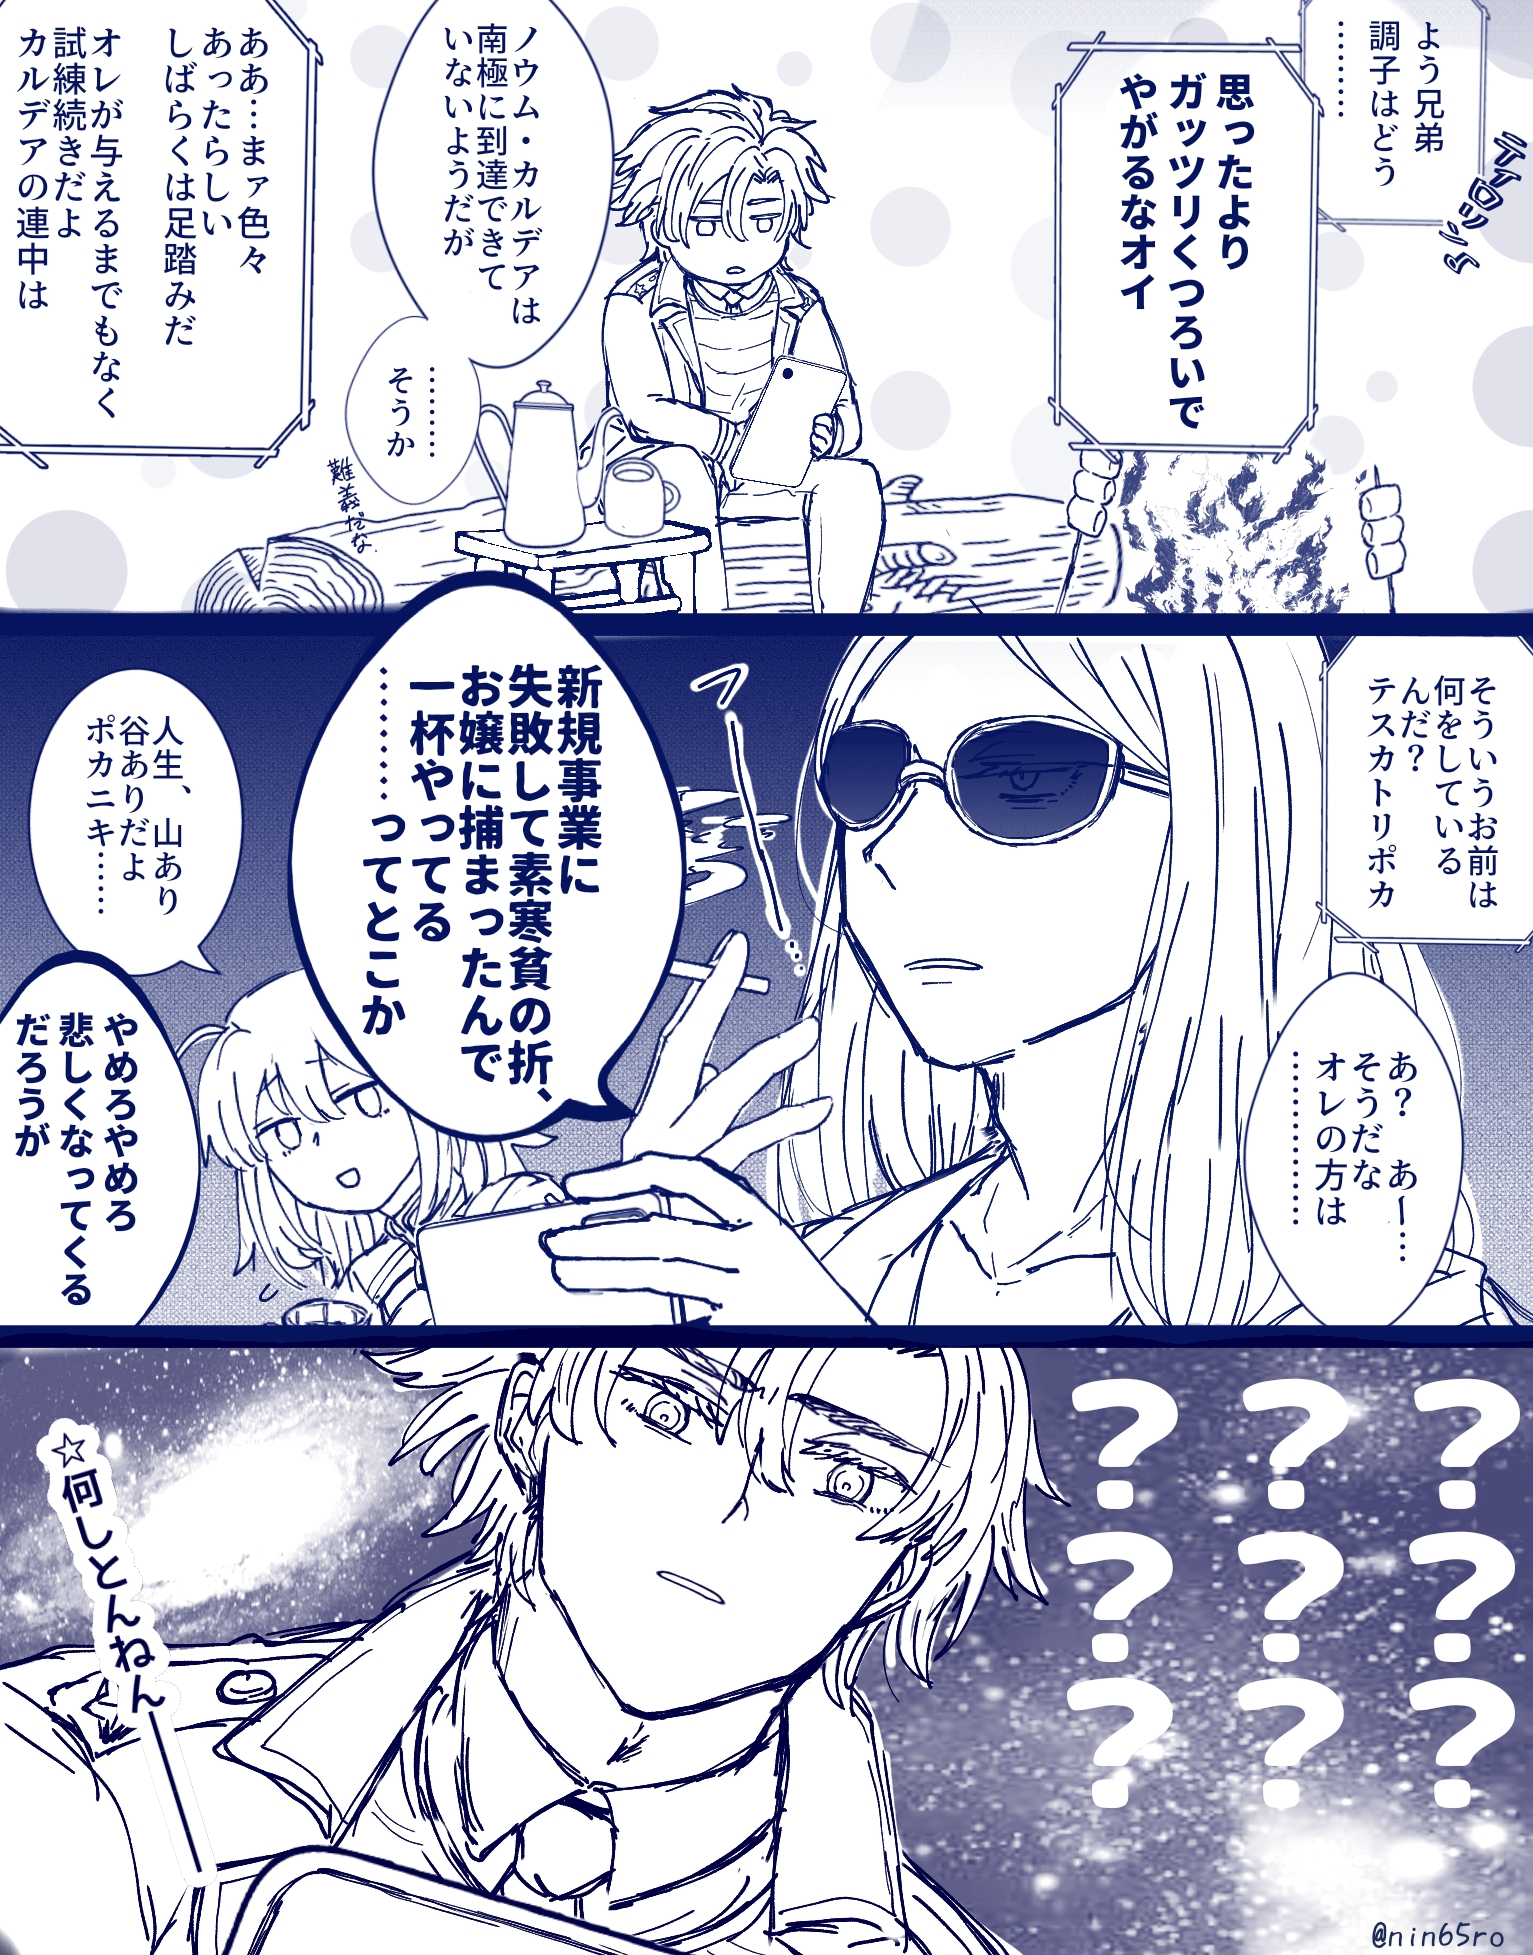 よう兄弟
調子はどう
………
ティロリン♪
思ったより
ガッツリくつろいで
やがるなオイ
ノウム・カルデアは
南極に到達できて
いないようだが
………
そうか
難義だな
ああ…まァ色々
あったらしい
しばらくは足踏みだ
オレが与えるまでもなく
試練続きだよ
カルデアの連中は
そういうお前は
何をしている
んだ?
テスカトリポカ
あ? あー…
そうだな
オレの方は
…………
フーー…
新規事業に
失敗して素寒貧の折、
お嬢に捕まったんで
一杯やってる
…………ってとこか
人生、山あり
谷ありだよ
ポカニキ……
やめろやめろ
悲しくなってくる
だろうが
???
???
???
☆何しとんねん━━
@nin65ro